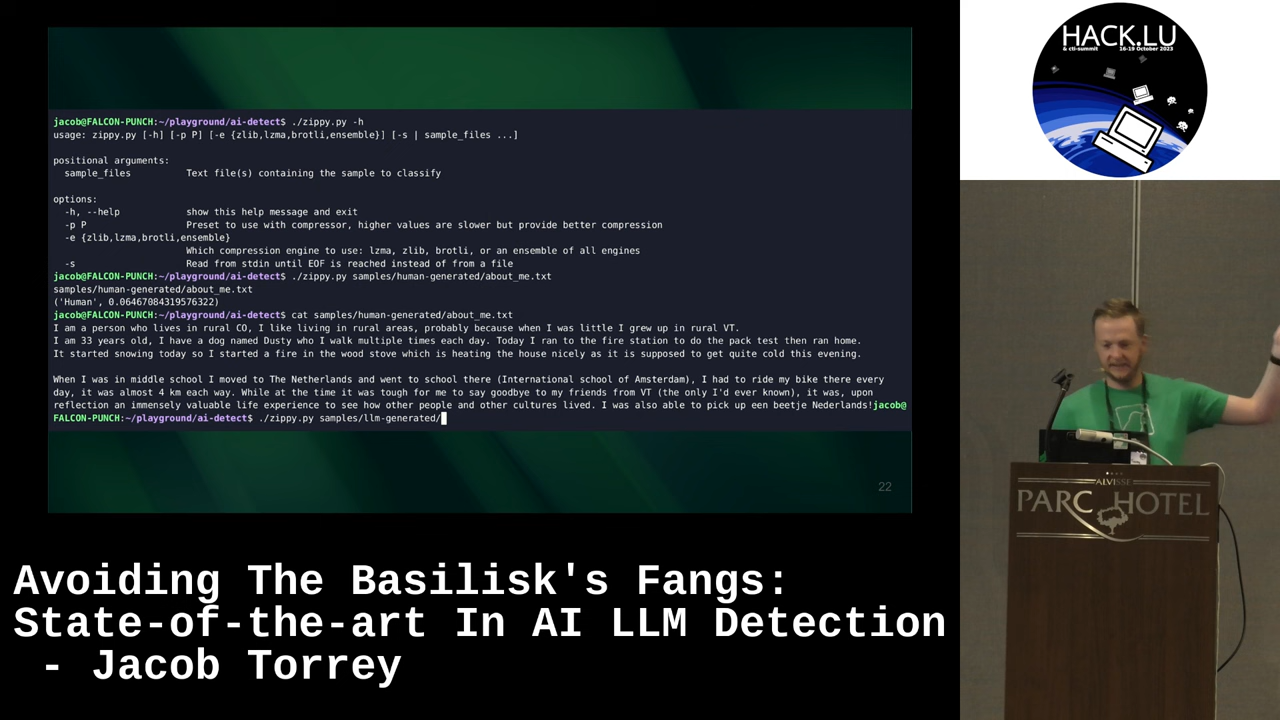 jacob@FALCON-PUNCH:~/playground/ai-detect$ ./zippy.py -h
usage: zippy.py [-h] [-p P] [-e {zlib,lzma,brotli,ensemble}] [-s | sample_files ...]
positional arguments:
sample_files Text file(s) containing the sample to classify
options:
-h, --help show this help message and exit
-p P Preset to use with compressor, higher values are slower but provide better compression
-e {zlib,lzma,brotli,ensemble}
Which compression engine to use: lzma, zlib, brotli, or an ensemble of all engines
-s Read from stdin until EOF is reached instead of from a file
jacob@FALCON-PUNCH:~/playground/ai-detect$ ./zippy.py samples/human-generated/about_me.txt
samples/human-generated/about_me.txt
('Human', 0.06467084319576322)
jacob@FALCON-PUNCH:~/playground/ai-detect$ cat samples/human-generated/about_me.txt
I am a person who lives in rural CO, I like living in rural areas, probably because when I was little I grew up in rural VT.
I am 33 years old, I have a dog named Dusty who I walk multiple times each day. Today I ran to the fire station to do the pack test then ran home.
It started snowing today so I started a fire in the wood stove which is heating the house nicely as it is supposed to get quite cold this evening.
When I was in middle school I moved to The Netherlands and went to school there (International school of Amsterdam), I had to ride my bike there every
day, it was almost 4 km each way. While at the time it was tough for me to say goodbye to my friends from VT (the only I'd ever known), it was, upon
reflection an immensely valuable life experience to see how other people and other cultures lived. I was also able to pick up een beetje Nederlands!jacob@
FALCON-PUNCH:~/playground/ai-detect$ ./zippy.py samples/llm-generated/
22
HACK.LU
& cti-summit 16-19 October 2023
ALVISSE
PARC HOTEL
Avoiding The Basilisk's Fangs:
State-of-the-art In AI LLM Detection
- Jacob Torrey